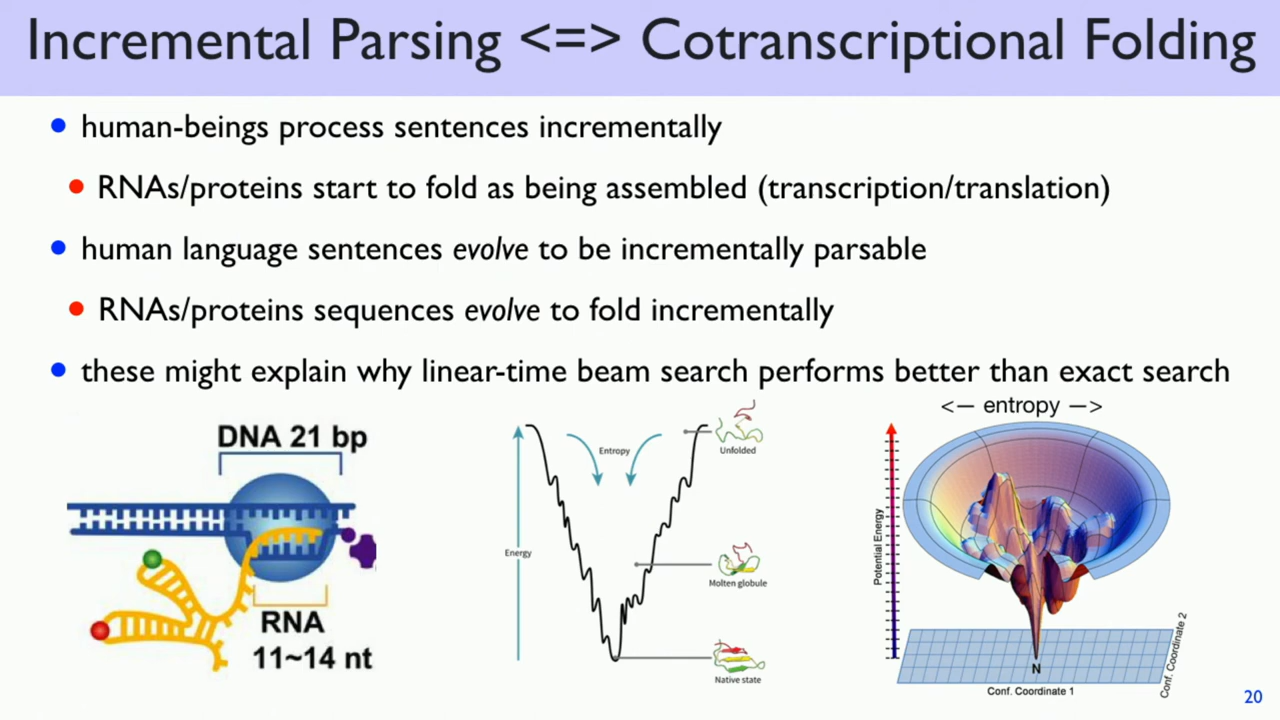 Incremental Parsing <=> Cotranscriptional Folding
• human-beings process sentences incrementally
• RNAs/proteins start to fold as being assembled (transcription/translation)
• human language sentences evolve to be incrementally parsable
• RNAs/proteins sequences evolve to fold incrementally
• these might explain why linear-time beam search performs better than exact search
DNA 21 bp
RNA
11~14 nt
Entropy
Energy
Unfolded
Molten globule
Native state
<— entropy —>
Potential Energy
N
Conf. Coordinate 1
Conf. Coordinate 2
20